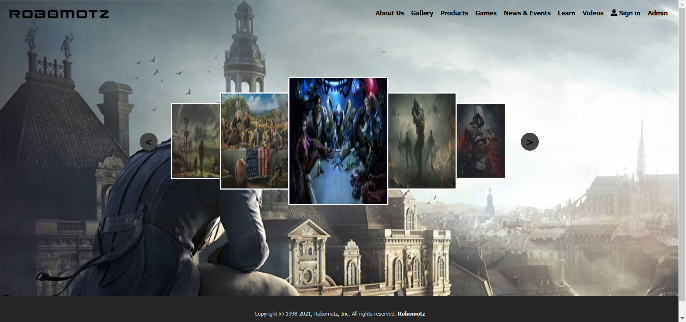 ROBOMOTZ
About Us Gallery Products Games News & Events Learn Videos Sign in Admin
< >
Copyright (c) 1998-2021, Robomotz, Inc. All rights reserved. Robomotz